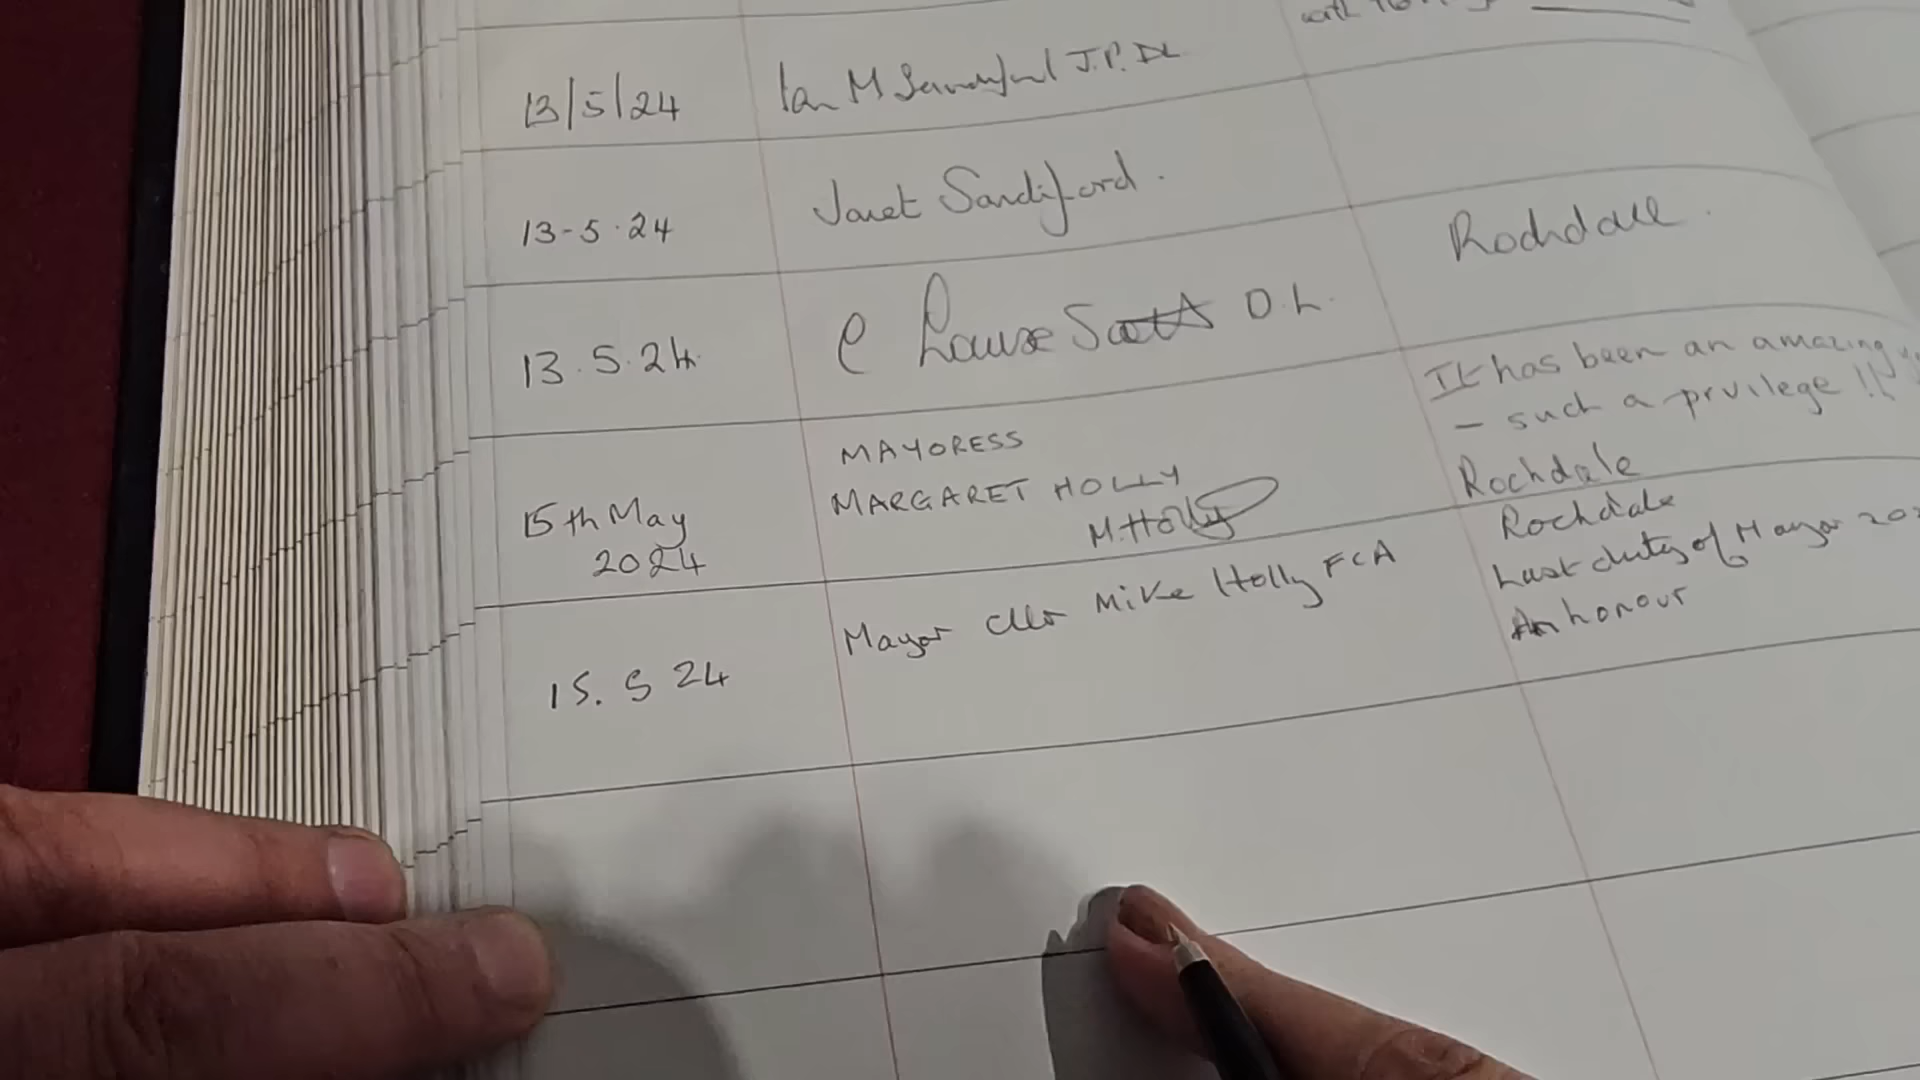 with
13/5/24 Ian M Sandiford J.P. DL
13-5.24 Janet Sandiford.
Rochdale.
13.5.24 C Louise Scott D.L.
It has been an amazing
- such a privilege !!
MAYORESS
MARGARET HOLLY
Rochdale
M.Holly
15th May
2024
Rochdale
Last duty of Mayor
An honour
Mayor Cllr Mike Holly FCA
15.5 24